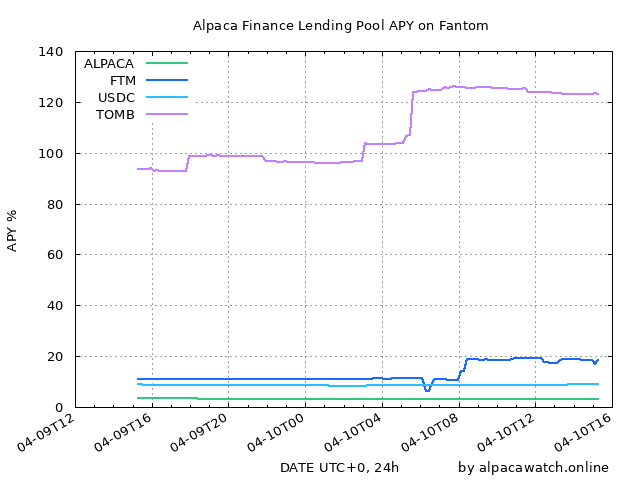 Alpaca Finance Lending Pool APY on Fantom
140
120
100
80
60
40
20
0
APY %
ALPACA
FTM
USDC
TOMB
04-09T12
04-09T16
04-09T20
04-10T00
04-10T04
04-10T08
04-10T12
04-10T16
DATE UTC+0, 24h
by alpacawatch.online